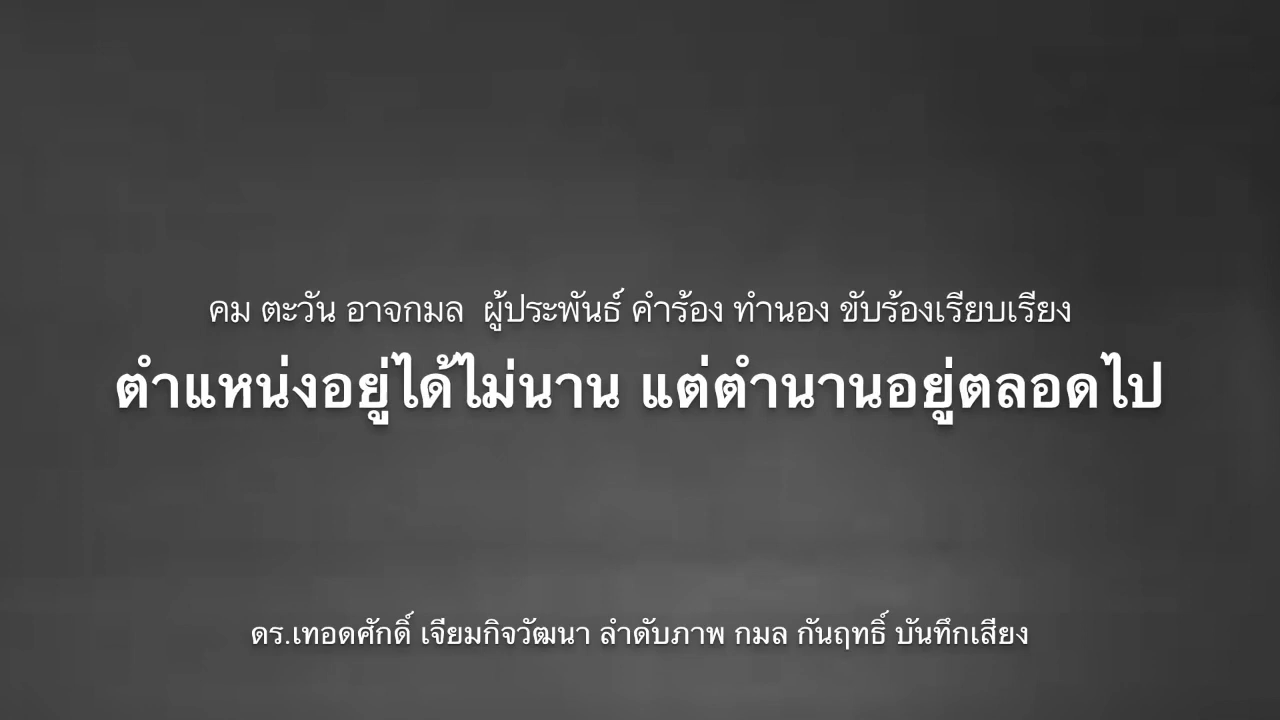 คม ตะวัน อาจกมล ผู้ประพันธ์ คำร้อง ทำนอง ขับร้องเรียบเรียง
ตำแหน่งอยู่ได้ไม่นาน แต่ตำนานอยู่ตลอดไป
ดร.เทอดศักดิ์ เจียมกิจวัฒนา ลำดับภาพ กมล กันฤทธิ์ บันทึกเสียง